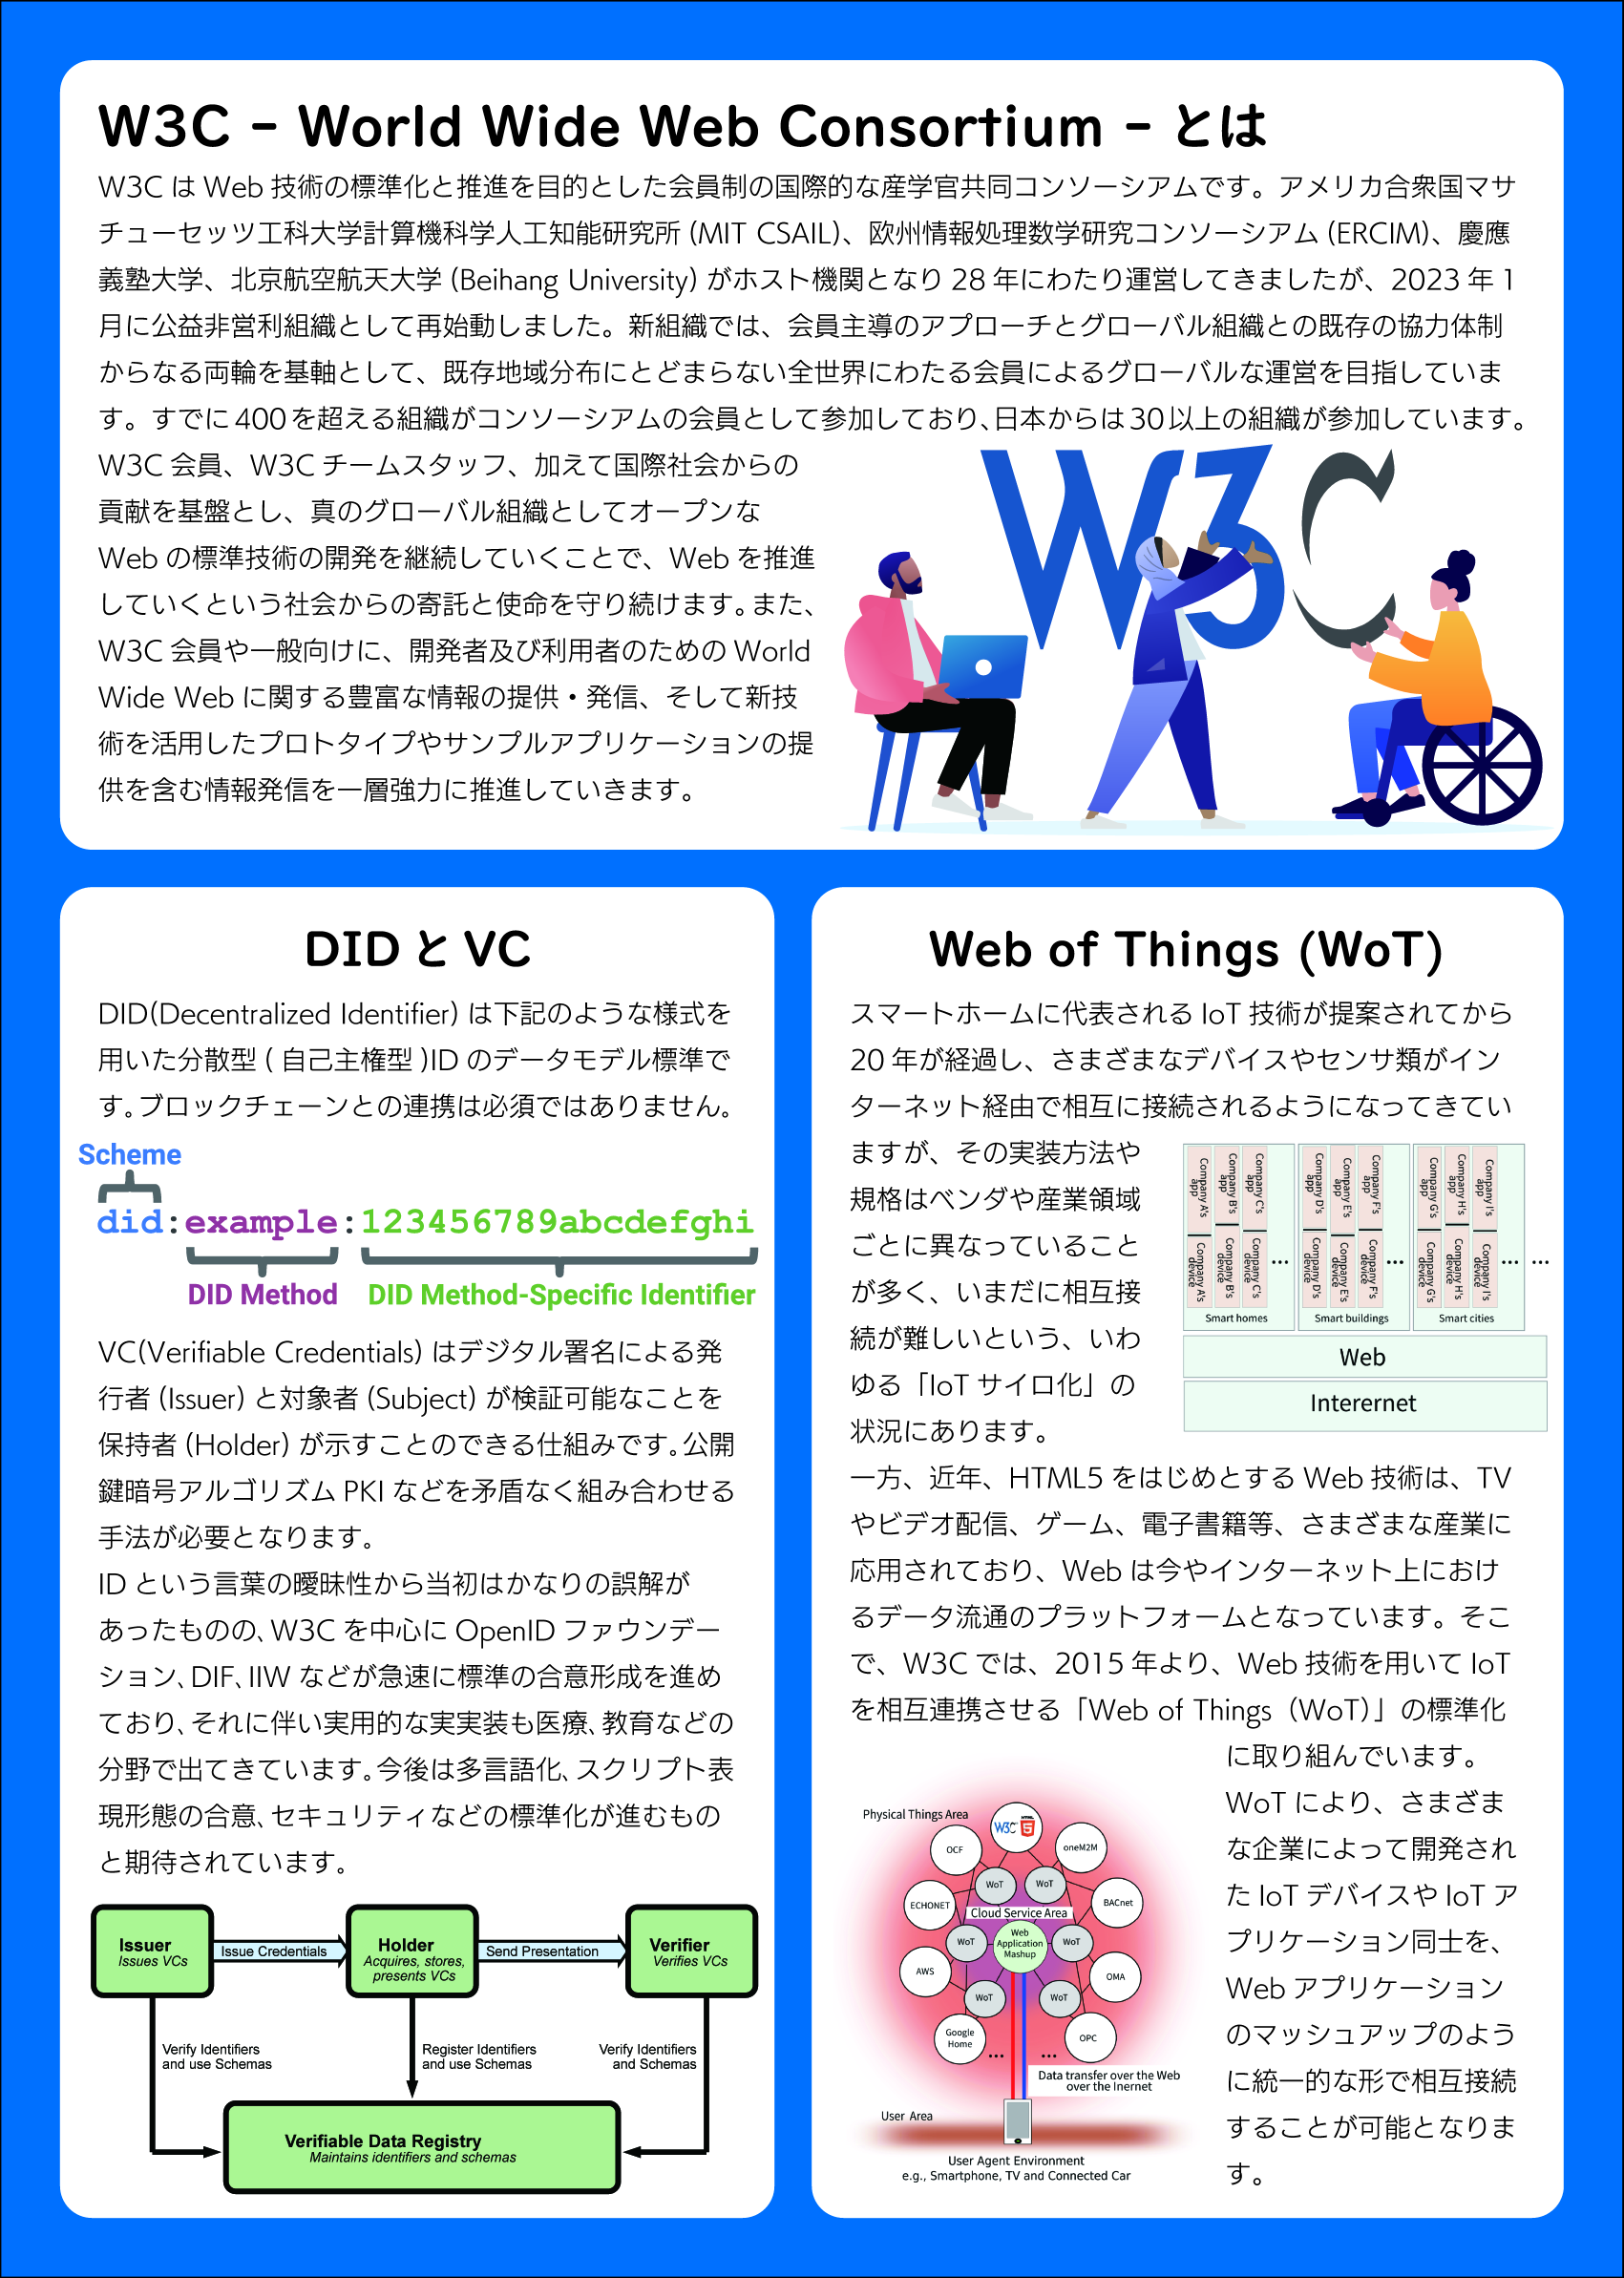 W3C – World Wide Web Consortium – とは
W3C は Web 技術の標準化と推進を目的とした会員制の国際的な産学官共同コンソーシアムです。アメリカ合衆国マサ
チューセッツ工科大学計算機科学人工知能研究所 (MIT CSAIL)、欧州情報処理数学研究コンソーシアム (ERCIM)、慶應
義塾大学、北京航空航天大学 (Beihang University) がホスト機関となり 28 年にわたり運営してきましたが、2023 年 1
月に公益非営利組織として再始動しました。新組織では、会員主導のアプローチとグローバル組織との既存の協力体制
からなる両輪を基軸として、既存地域分布にとどまらない全世界にわたる会員によるグローバルな運営を目指していま
す。すでに 400 を超える組織がコンソーシアムの会員として参加しており、日本からは 30 以上の組織が参加しています。
W3C 会員、W3C チームスタッフ、加えて国際社会からの
貢献を基盤とし、真のグローバル組織としてオープンな
Web の標準技術の開発を継続していくことで、Web を推進
していくという社会からの寄託と使命を守り続けます。また、
W3C 会員や一般向けに、開発者及び利用者のための World
Wide Web に関する豊富な情報の提供・発信、そして新技
術を活用したプロトタイプやサンプルアプリケーションの提
供を含む情報発信を一層強力に推進していきます。
W3C
DID と VC
DID(Decentralized Identifier) は下記のような様式を
用いた分散型 ( 自己主権型 )ID のデータモデル標準で
す。ブロックチェーンとの連携は必須ではありません。
Scheme
did:example:123456789abcdefghi
DID Method DID Method-Specific Identifier
VC(Verifiable Credentials) はデジタル署名による発
行者 (Issuer) と対象者 (Subject) が検証可能なことを
保持者 (Holder) が示すことのできる仕組みです。公開
鍵暗号アルゴリズム PKI などを矛盾なく組み合わせる
手法が必要となります。
ID という言葉の曖昧性から当初はかなりの誤解が
あったものの、W3C を中心に OpenID ファウンデー
ション、DIF、IIW などが急速に標準の合意形成を進め
ており、それに伴い実用的な実実装も医療、教育などの
分野で出てきています。今後は多言語化、スクリプト表
現形態の合意、セキュリティなどの標準化が進むもの
と期待されています。
Issuer
Issues VCs
Issue Credentials
Holder
Acquires, stores,
presents VCs
Send Presentation
Verifier
Verifies VCs
Verify Identifiers
and use Schemas
Register Identifiers
and use Schemas
Verify Identifiers
and Schemas
Verifiable Data Registry
Maintains identifiers and schemas
Web of Things (WoT)
スマートホームに代表される IoT 技術が提案されてから
20 年が経過し、さまざまなデバイスやセンサ類がイン
ターネット経由で相互に接続されるようになってきてい
ますが、その実装方法や
規格はベンダや産業領域
ごとに異なっていること
が多く、いまだに相互接
続が難しいという、いわ
ゆる「IoT サイロ化」の
状況にあります。
Company A's app
Company B's app
Company C's app
Company D's app
Company E's app
Company F's app
Company G's app
Company H's app
Company I's app
Company A's device
Company B's device
Company C's device
...
Company D's device
Company E's device
Company F's device
...
Company G's device
Company H's device
Company I's device
... ...
Smart homes
Smart buildings
Smart cities
Web
Interernet
一方、近年、HTML5 をはじめとする Web 技術は、TV
やビデオ配信、ゲーム、電子書籍等、さまざまな産業に
応用されており、Web は今やインターネット上におけ
るデータ流通のプラットフォームとなっています。そこ
で、W3C では、2015 年より、Web 技術を用いて IoT
を相互連携させる「Web of Things（WoT）」の標準化
に取り組んでいます。
WoT により、さまざま
な企業によって開発され
た IoT デバイスや IoT ア
プリケーション同士を、
Web アプリケーション
のマッシュアップのよう
に統一的な形で相互接続
することが可能となりま
す。
Physical Things Area
W3C HTML 5
OCF
oneM2M
WoT
WoT
ECHONET
BACnet
Cloud Service Area
WoT
Web
Application
Mashup
WoT
AWS
OMA
WoT
WoT
Google
Home
OPC
... ...
Data transfer over the Web
over the Inernet
User Area
User Agent Environment
e.g., Smartphone, TV and Connected Car